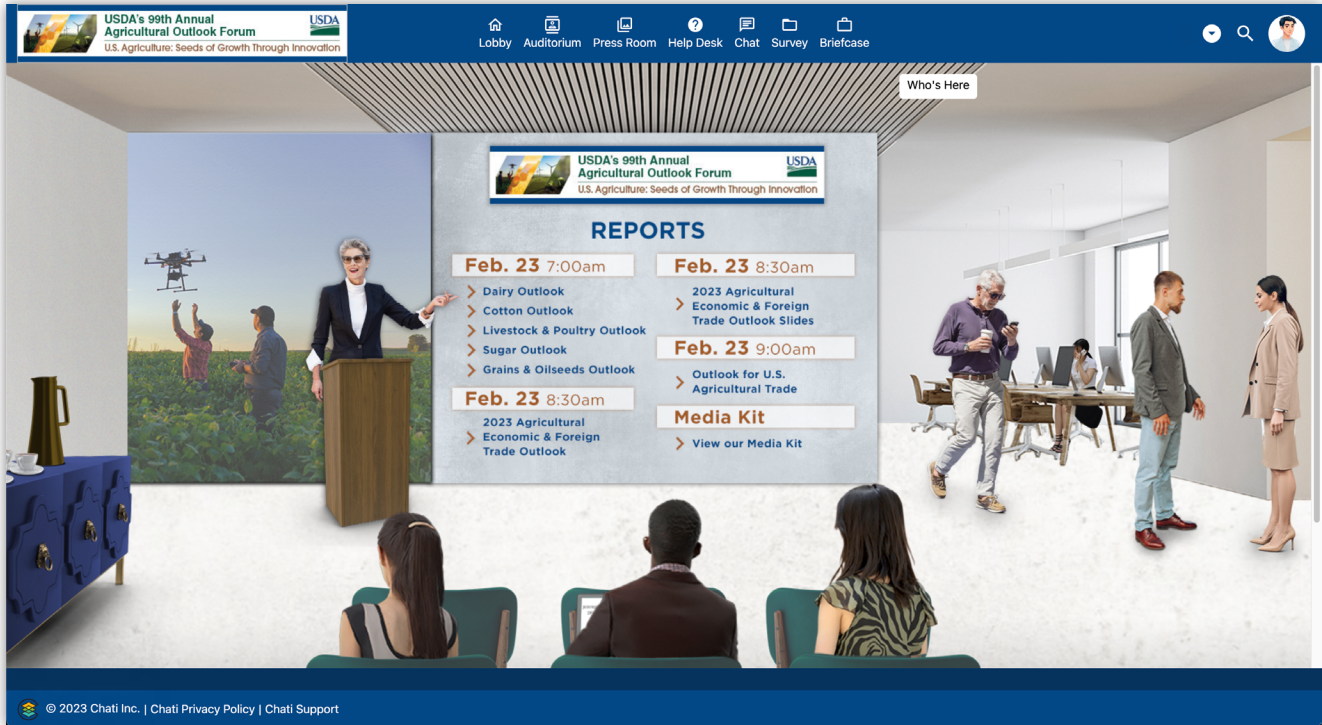 USDA's 99th Annual
Agricultural Outlook Forum
USDA
U.S. Agriculture: Seeds of Growth Through Innovation
Lobby
Auditorium
Press Room
Help Desk
Chat
Survey
Briefcase
Who's Here
USDA's 99th Annual
Agricultural Outlook Forum
USDA
U.S. Agriculture: Seeds of Growth Through Innovation
REPORTS
Feb. 23 7:00am
Dairy Outlook
Cotton Outlook
Livestock & Poultry Outlook
Sugar Outlook
Grains & Oilseeds Outlook
Feb. 23 8:30am
2023 Agricultural
Economic & Foreign
Trade Outlook
Feb. 23 8:30am
2023 Agricultural
Economic & Foreign
Trade Outlook Slides
Feb. 23 9:00am
Outlook for U.S.
Agricultural Trade
Media Kit
View our Media Kit
© 2023 Chati Inc. | Chati Privacy Policy | Chati Support